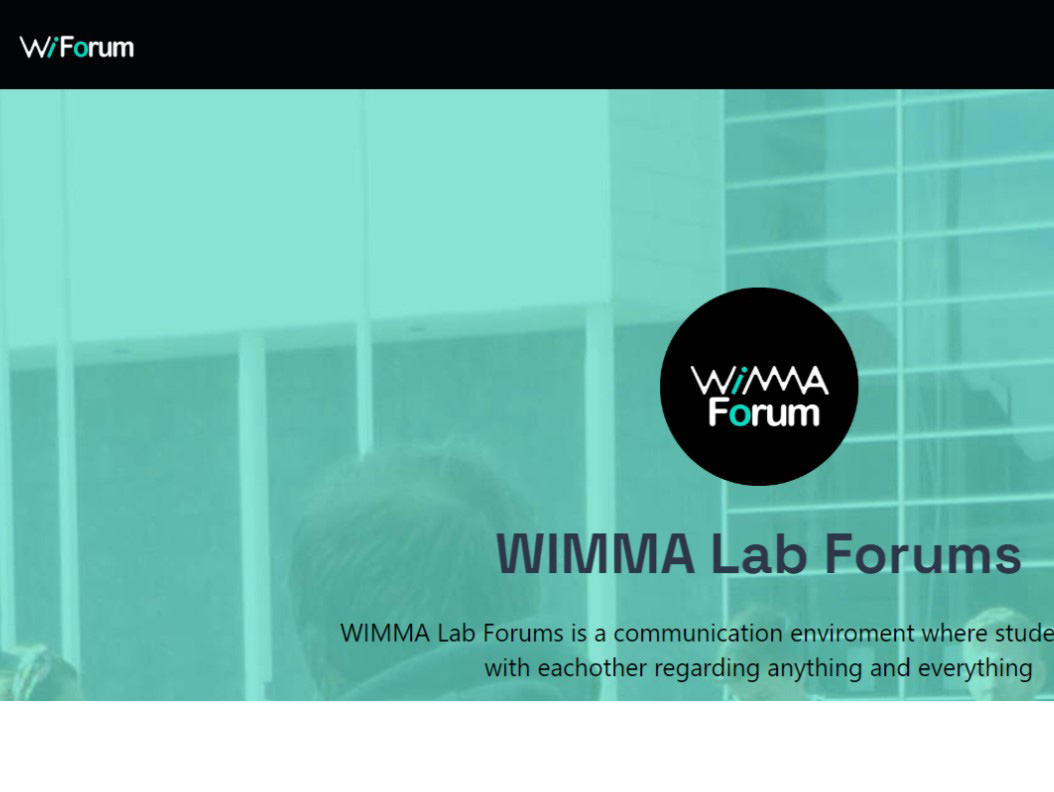 WiForum
WiMMA
Forum
WIMMA Lab Forums
WIMMA Lab Forums is a communication enviroment where stude
with eachother regarding anything and everything